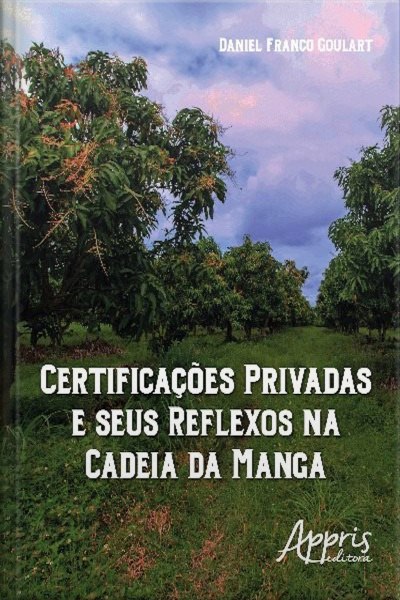 Daniel Franco Goulart
Certificações Privadas
e seus Reflexos na
Cadeia da Manga
Appris
editora